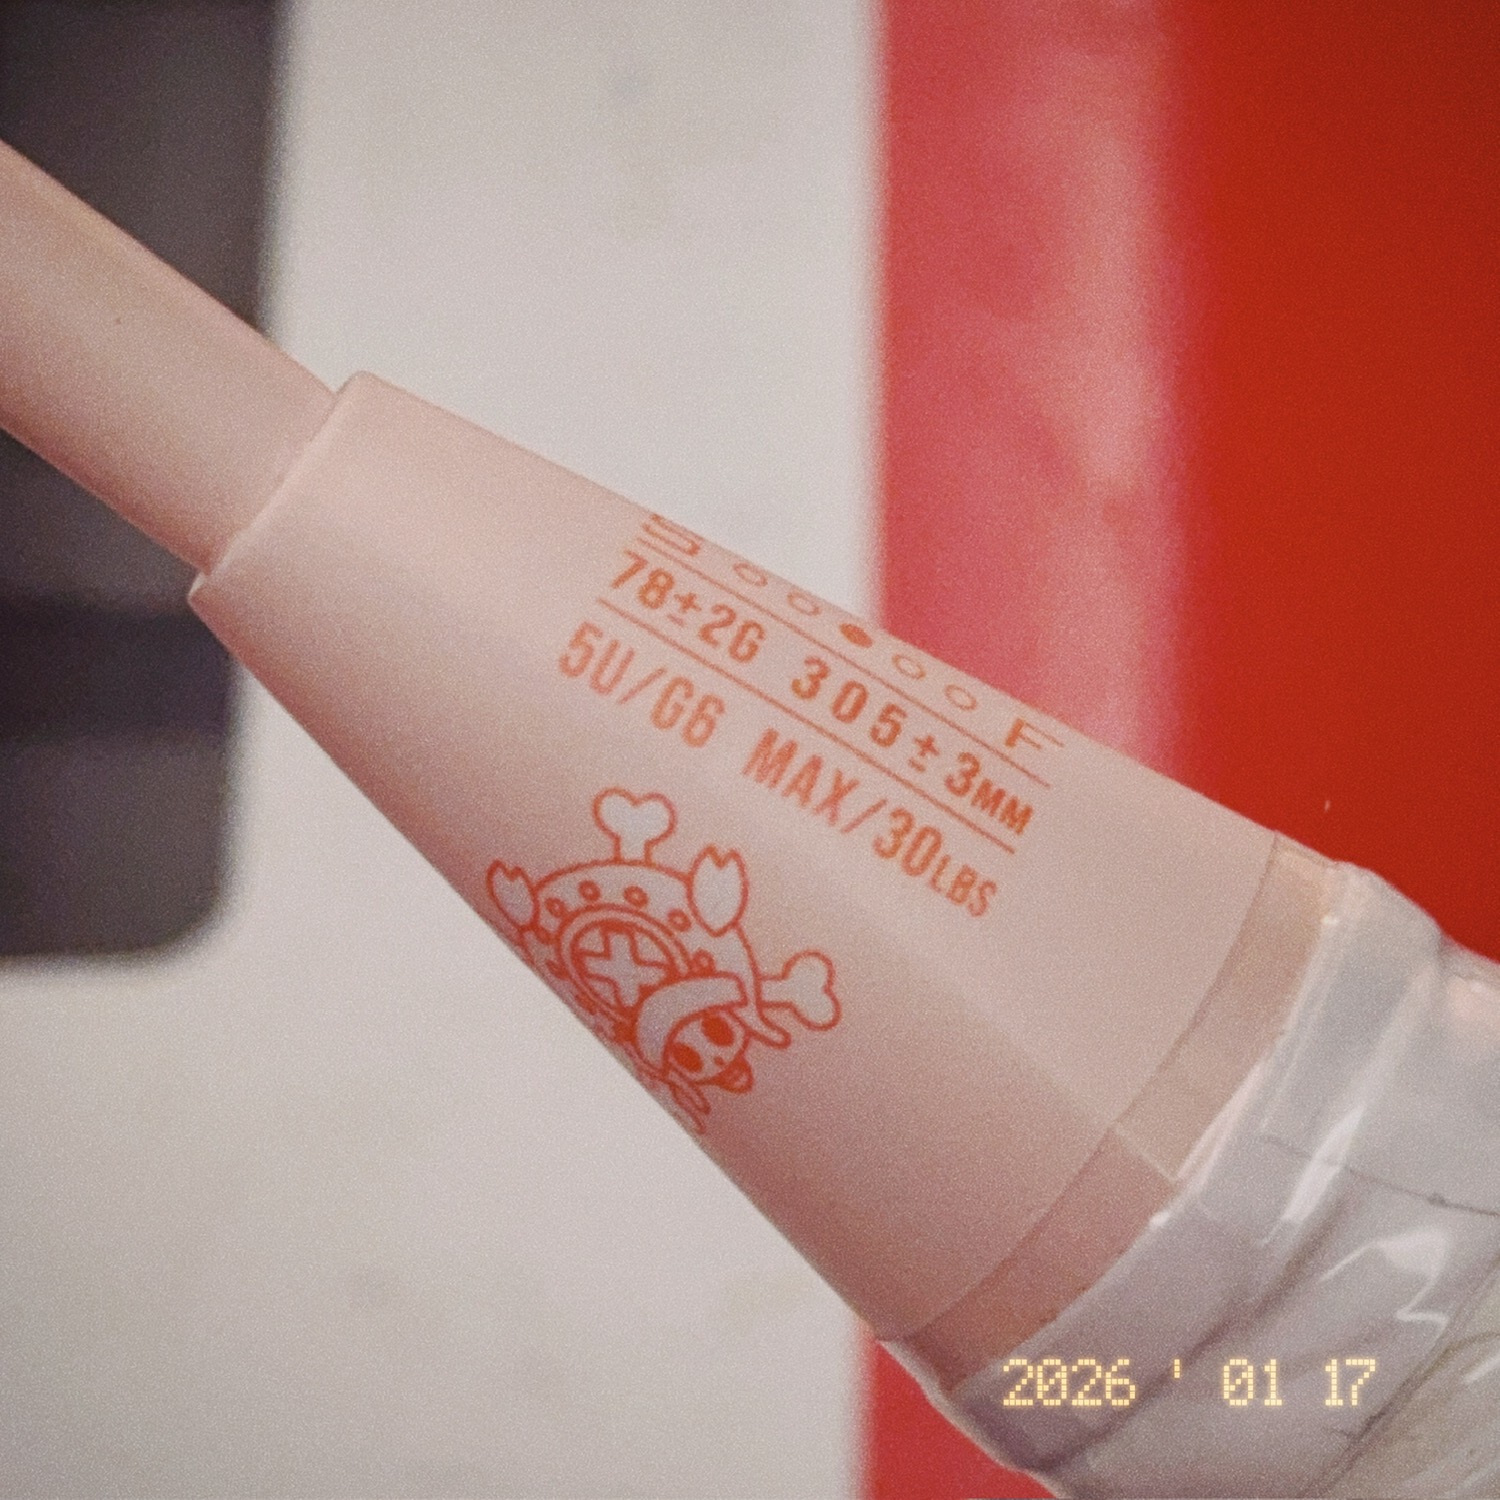 S ○ ○ ● ○ ○ F
78±2G 305±3MM
5U/G6 MAX/30LBS
2026 ' 01 17